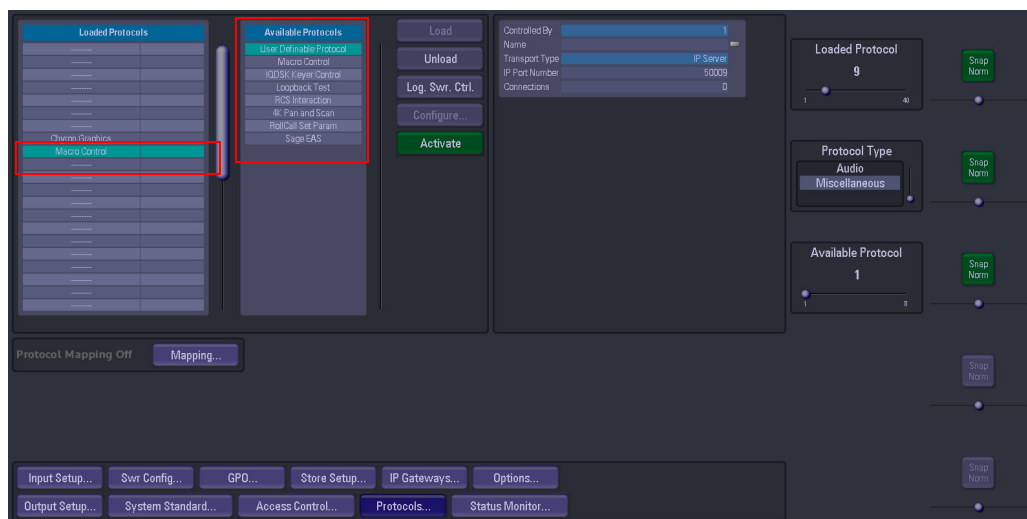 Loaded Protocols
--------
--------
--------
--------
--------
--------
--------
Chyron Graphics
Macro Control
--------
--------
--------
--------
--------
--------
--------
--------
--------
--------
--------
--------
Available Protocols
User Definable Protocol
Macro Control
IQDSK Keyer Control
Loopback Test
RCS Interaction
4K Pan and Scan
RollCall Set Param
Sage EAS
Load
Unload
Log. Swr. Ctrl.
Configure...
Activate
Controlled By 1
Name
Transport Type IP Server
IP Port Number 50009
Connections 0
Loaded Protocol
9
1 40
Protocol Type
Audio
Miscellaneous
Available Protocol
1
1 8
Snap
Norm
Snap
Norm
Snap
Norm
Snap
Norm
Snap
Norm
Protocol Mapping Off Mapping...
Input Setup... Swr Config... GPO... Store Setup... IP Gateways... Options...
Output Setup... System Standard... Access Control... Protocols... Status Monitor...